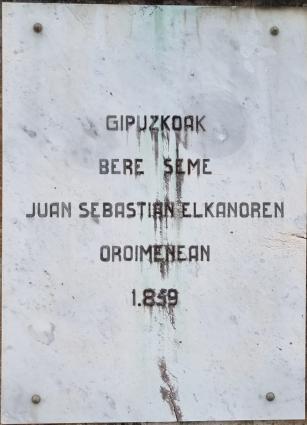 GIPUZKOAK
BERE SEME
JUAN SEBASTIAN ELKANOREN
OROIMENEAN
1.859